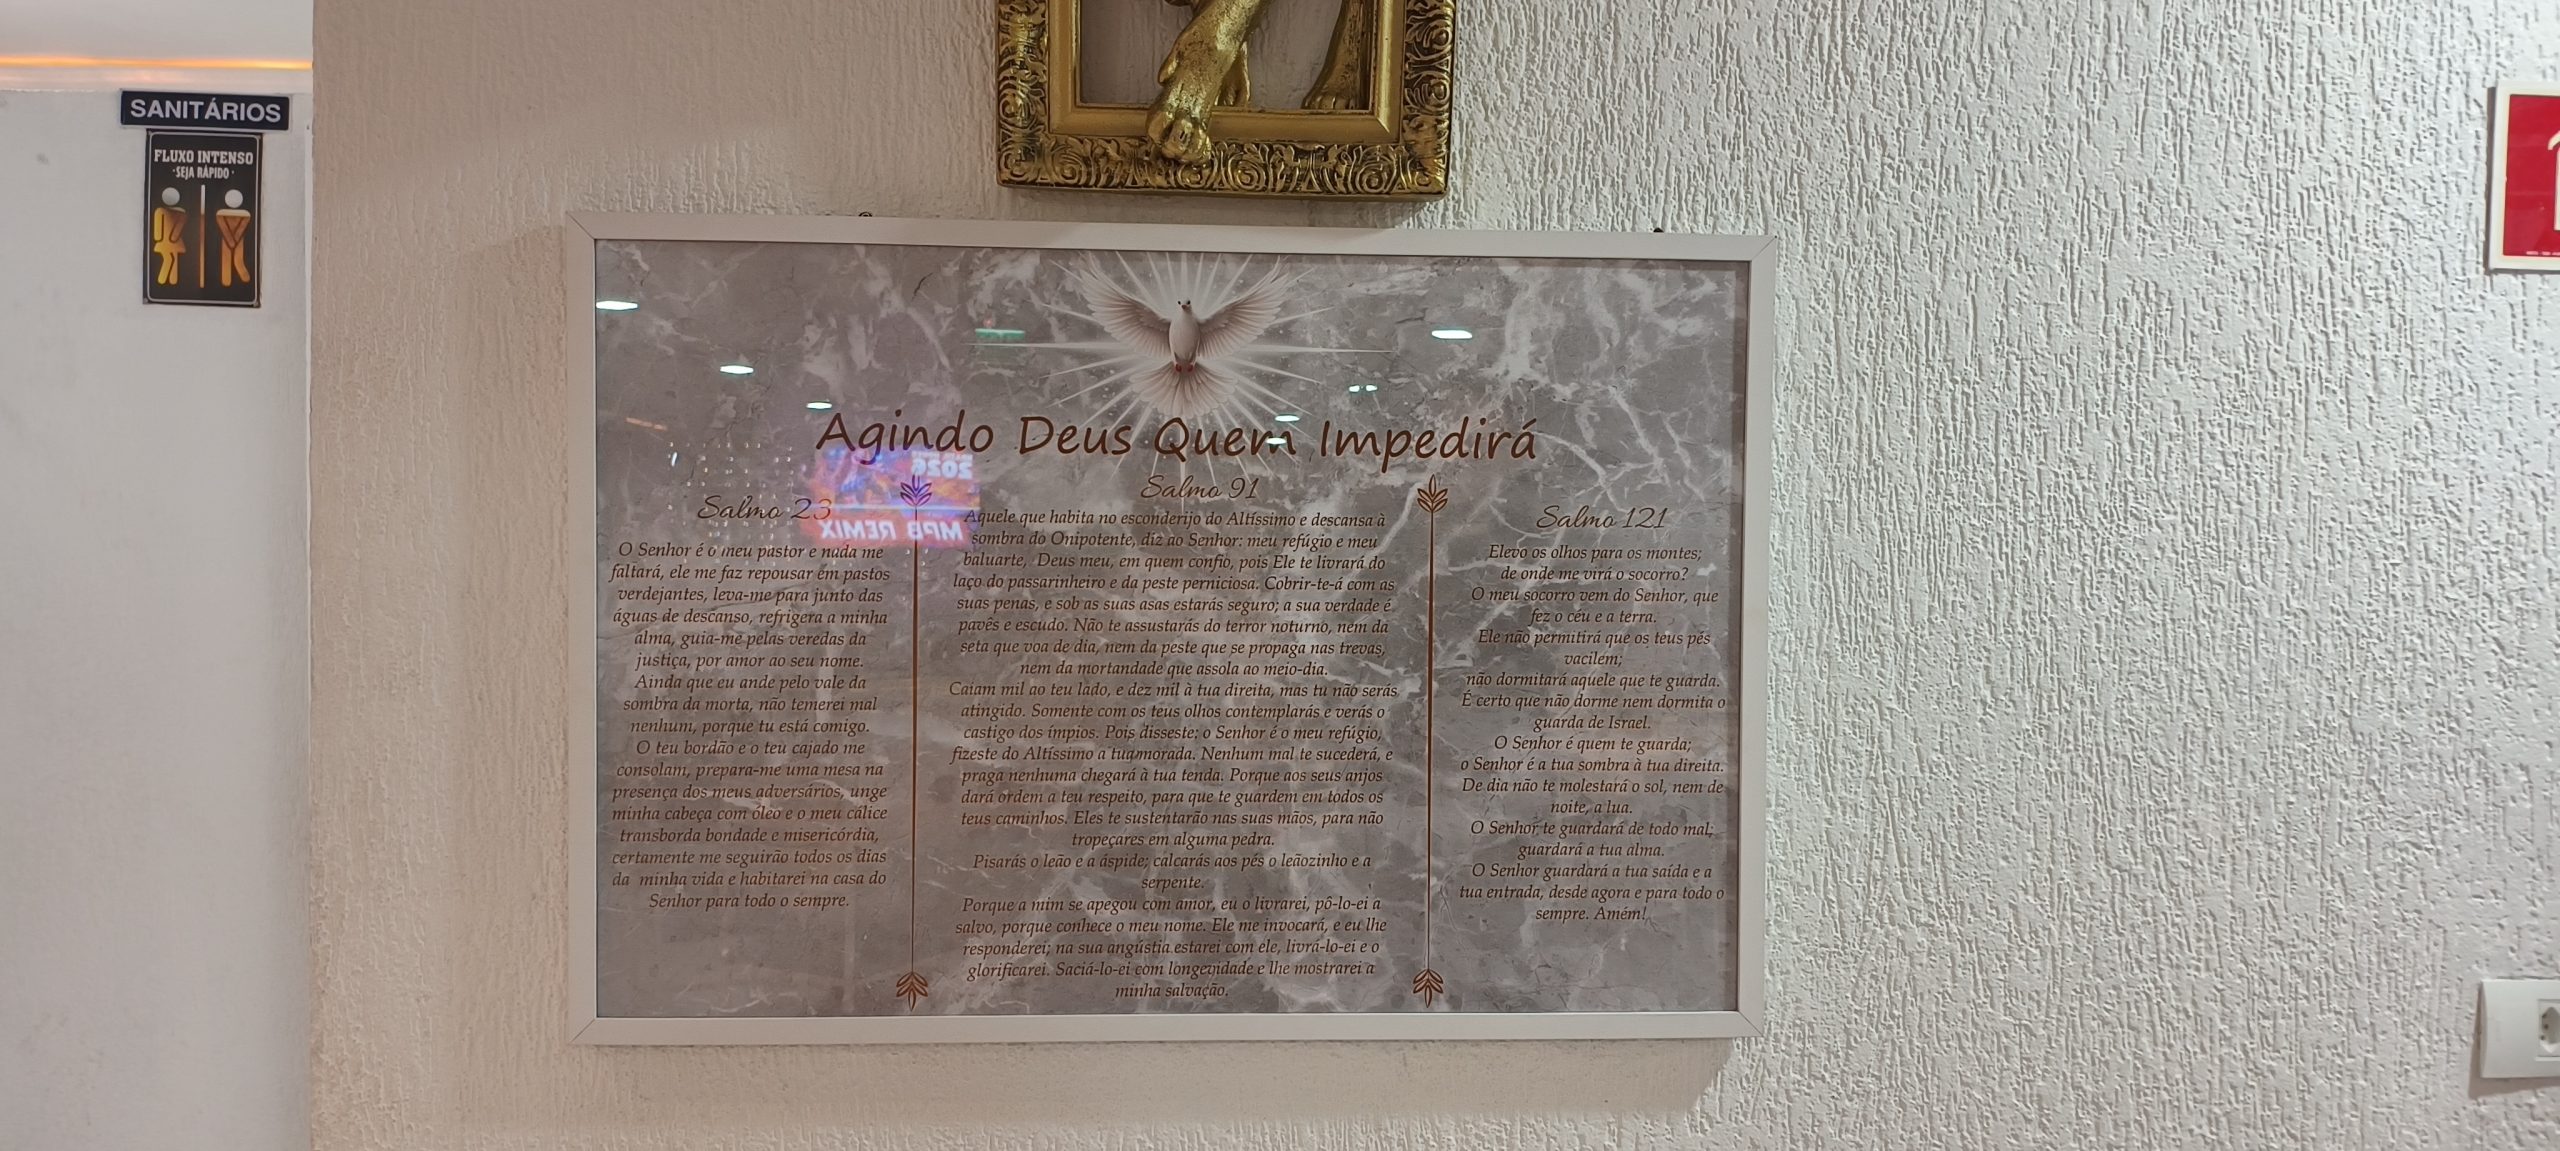 SANITÁRIOS
FLUXO INTENSO
·SEJA RÁPIDO·
Agindo Deus Quem Impedirá
Salmo 23
O Senhor é o meu pastor e nada me
faltará, ele me faz repousar em pastos
verdejantes, leva-me para junto das
águas de descanso, refrigera a minha
alma, guia-me pelas veredas da
justiça, por amor ao seu nome.
Ainda que eu ande pelo vale da
sombra da morta, não temerei mal
nenhum, porque tu está comigo.
O teu bordão e o teu cajado me
consolam, prepara-me uma mesa na
presença dos meus adversários, unge
minha cabeça com óleo e o meu cálice
transborda bondade e misericórdia,
certamente me seguirão todos os dias
da minha vida e habitarei na casa do
Senhor para todo o sempre.
Salmo 91
Aquele que habita no esconderijo do Altíssimo e descansa à
sombra do Onipotente, diz ao Senhor: meu refúgio e meu
baluarte, Deus meu, em quem confio, pois Ele te livrará do
laço do passarinheiro e da peste perniciosa. Cobrir-te-á com as
suas penas, e sob as suas asas estarás seguro; a sua verdade é
pavês e escudo. Não te assustarás do terror noturno, nem da
seta que voa de dia, nem da peste que se propaga nas trevas,
nem da mortandade que assola ao meio-dia.
Caiam mil ao teu lado, e dez mil à tua direita, mas tu não serás
atingido. Somente com os teus olhos contemplarás e verás o
castigo dos ímpios. Pois disseste: o Senhor é o meu refúgio,
fizeste do Altíssimo a tua morada. Nenhum mal te sucederá, e
praga nenhuma chegará à tua tenda. Porque aos seus anjos
dará ordem a teu respeito, para que te guardem em todos os
teus caminhos. Eles te sustentarão nas suas mãos, para não
tropeçares em alguma pedra.
Pisarás o leão e a áspide; calcarás aos pés o leãozinho e a
serpente.
Porque a mim se apegou com amor, eu o livrarei, pô-lo-ei a
salvo, porque conhece o meu nome. Ele me invocará, e eu lhe
responderei; na sua angústia estarei com ele, livrá-lo-ei e o
glorificarei. Saciá-lo-ei com longevidade e lhe mostrarei a
minha salvação.
Salmo 121
Elevo os olhos para os montes;
de onde me virá o socorro?
O meu socorro vem do Senhor, que
fez o céu e a terra.
Ele não permitirá que os teus pés
vacilem;
não dormitará aquele que te guarda.
É certo que não dorme nem dormita o
guarda de Israel.
O Senhor é quem te guarda;
o Senhor é a tua sombra à tua direita.
De dia não te molestará o sol, nem de
noite, a lua.
O Senhor te guardará de todo mal;
guardará a tua alma.
O Senhor guardará a tua saída e a
tua entrada, desde agora e para todo o
sempre. Amém!
2026
MPB REMIX